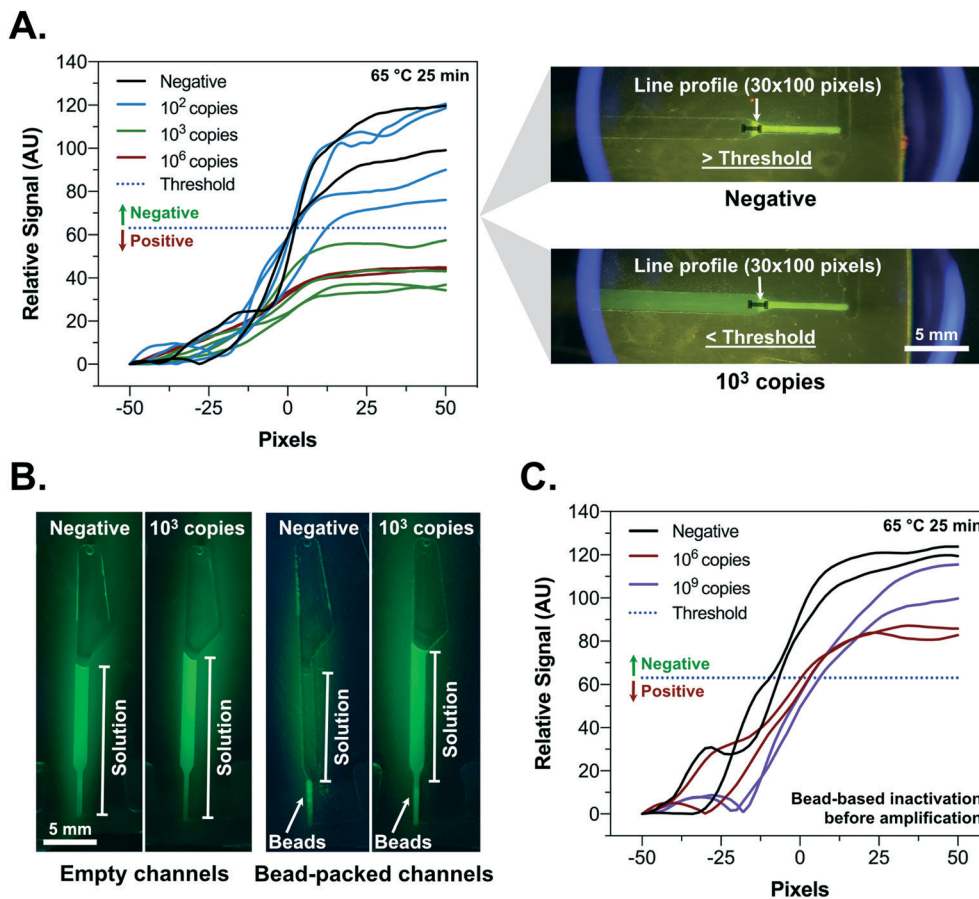 A.
140
120
100
80
60
40
20
0
Relative Signal (AU)
-50
-25
0
25
50
Pixels
Negative
10² copies
10³ copies
10⁶ copies
Threshold
Negative
Positive
65 °C 25 min
Line profile (30x100 pixels)
> Threshold
Negative
Line profile (30x100 pixels)
< Threshold
5 mm
10³ copies
B.
Negative
10³ copies
Negative
10³ copies
Solution
Solution
Solution
Solution
5 mm
Beads
Beads
Empty channels
Bead-packed channels
C.
140
120
100
80
60
40
20
0
Relative Signal (AU)
-50
-25
0
25
50
Pixels
Negative
10⁶ copies
10⁹ copies
Threshold
Negative
Positive
65 °C 25 min
Bead-based inactivation
before amplification